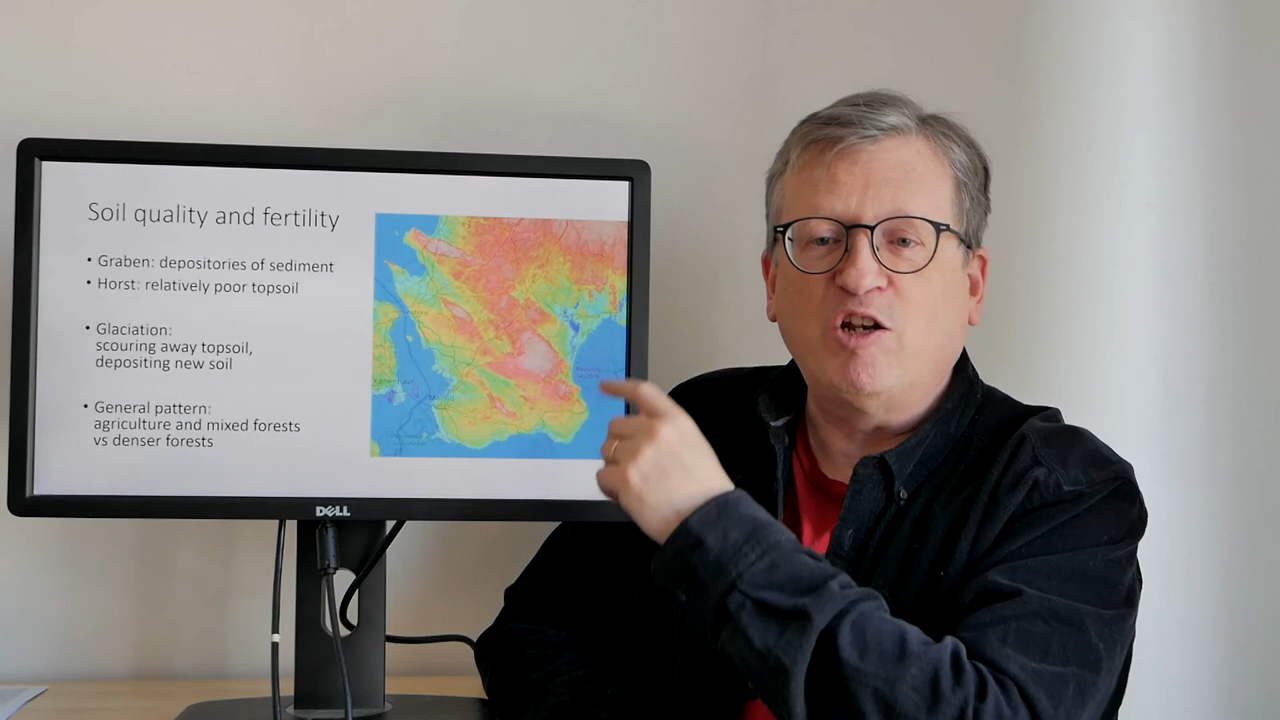 Soil quality and fertility
• Graben: depositories of sediment
• Horst: relatively poor topsoil
• Glaciation:
scouring away topsoil,
depositing new soil
• General pattern:
agriculture and mixed forests
vs denser forests
Malmö
DELL